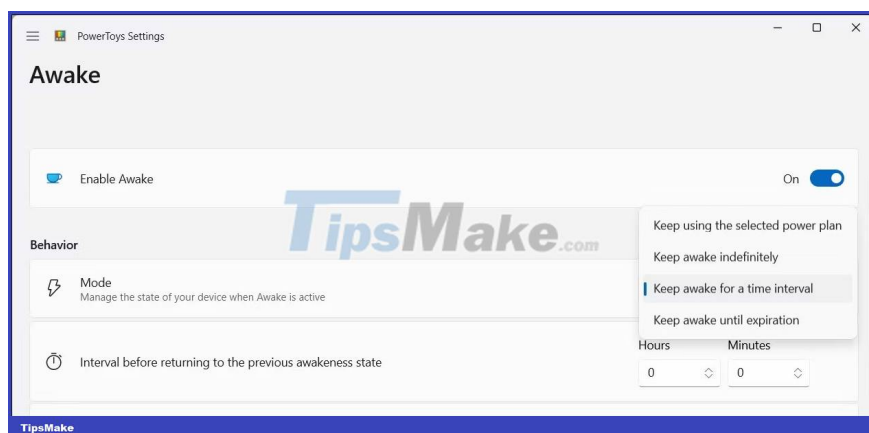 PowerToys Settings
Awake
Enable Awake
On
TipsMake.com
Behavior
Keep using the selected power plan
Keep awake indefinitely
Keep awake for a time interval
Keep awake until expiration
Mode
Manage the state of your device when Awake is active
Hours Minutes
Interval before returning to the previous awakeness state
0 0
TipsMake